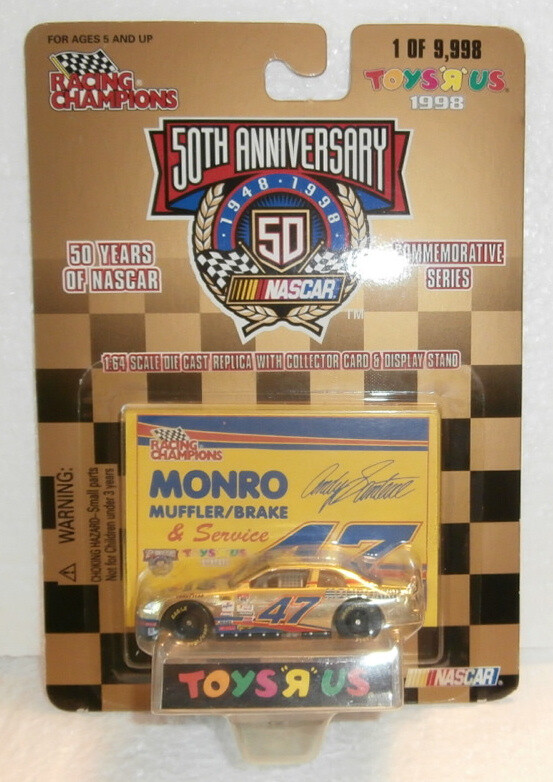 FOR AGES 5 AND UP
1 OF 9,998
RACING
CHAMPIONS
TOYS "R" US
1998
50TH ANNIVERSARY
1948 · 1998
50
NASCAR
TM
50 YEARS
OF NASCAR
COMMEMORATIVE
SERIES
1:64 SCALE DIE CAST REPLICA WITH COLLECTOR CARD & DISPLAY STAND
RACING
CHAMPIONS
MONRO
MUFFLER/BRAKE
& Service
47
TOYS "R" US
WARNING:
CHOKING HAZARD-Small parts
Not for Children under 3 years
47
TOYS "R" US
NASCAR